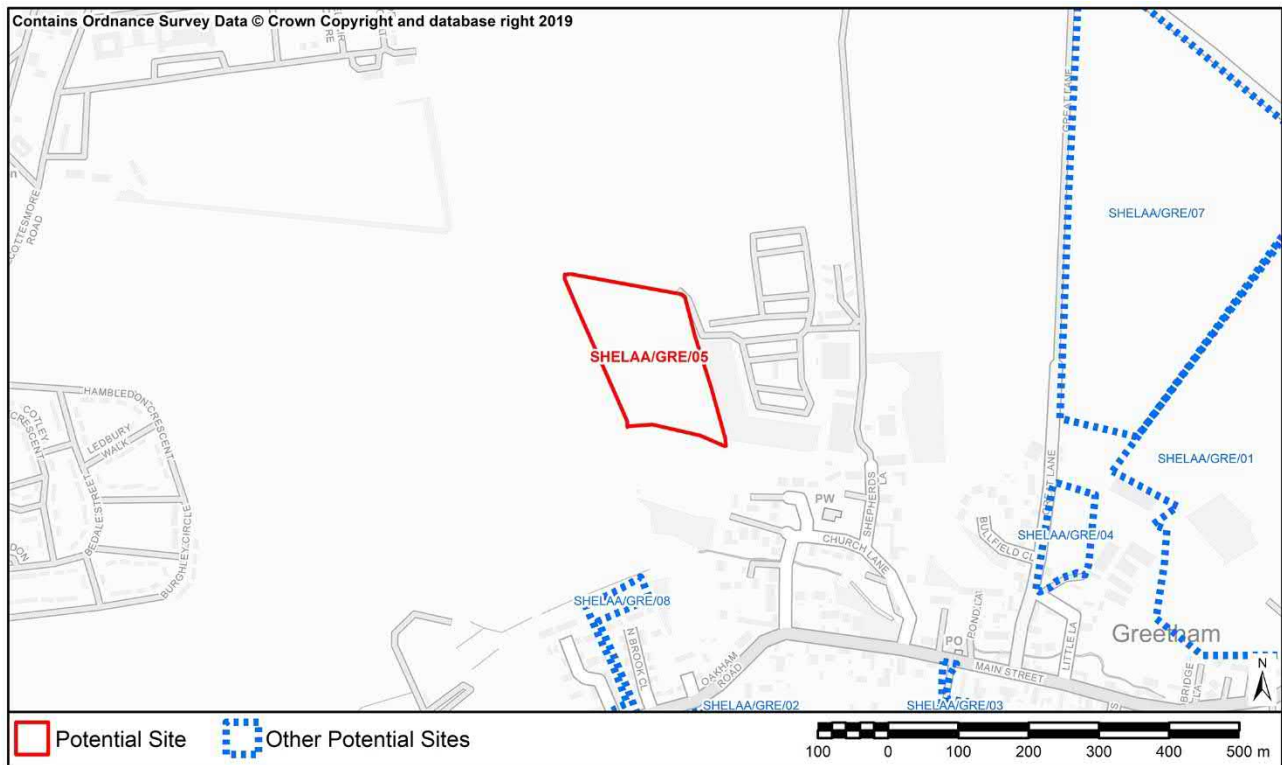 Contains Ordnance Survey Data © Crown Copyright and database right 2019
COTTESMORE
ROAD
GREAT LANE
SHELAA/GRE/07
SHELAA/GRE/05
HAMBLEDON CRESCENT
COTLEY
CRESCENT
LEDBURY
WALK
BEDALE STREET
BURGHLEY CIRCLE
SHELAA/GRE/01
PW
SHEPHERDS
LA
CHURCH LANE
BULLFIELD CL
SHELAA/GRE/04
SHELAA/GRE/08
N BROOK CL
OAKHAM
ROAD
PO
POND LA
MAIN STREET
LITTLE LA
Greetham
BRIDGE
LA
SHELAA/GRE/02
SHELAA/GRE/03
N
Potential Site
Other Potential Sites
100 0 100 200 300 400 500 m